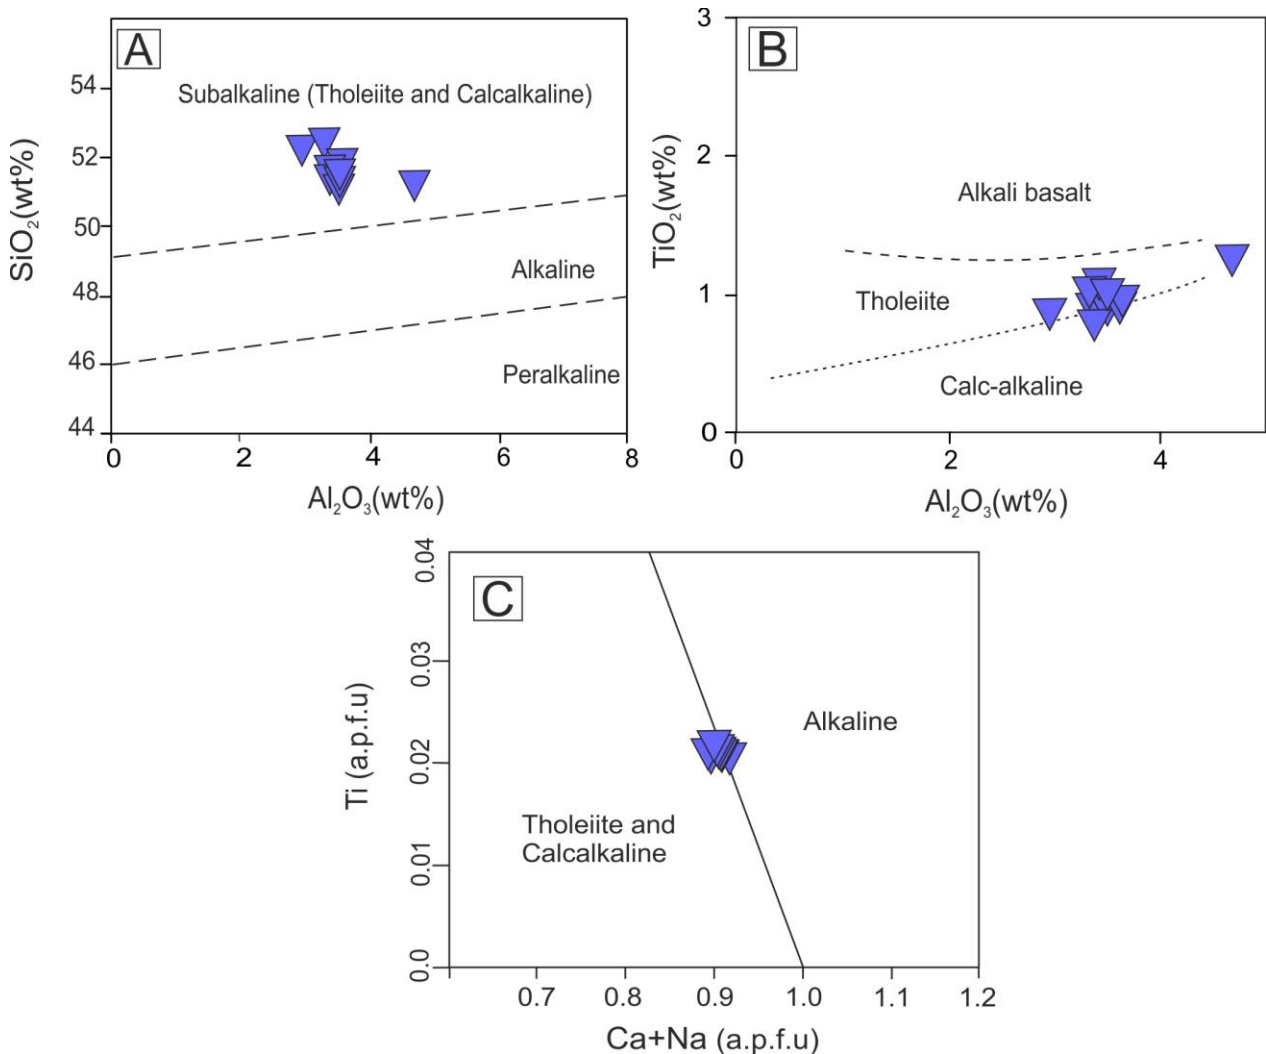 A
Subalkaline (Tholeiite and Calcalkaline)
Alkaline
Peralkaline
54
52
50
48
46
44
0
2
4
6
8
SiO2(wt%)
Al2O3(wt%)
B
Alkali basalt
Tholeiite
Calc-alkaline
3
2
1
0
0
2
4
TiO2(wt%)
Al2O3(wt%)
C
Alkaline
Tholeiite and
Calcalkaline
0.04
0.03
0.02
0.01
0.0
0.7
0.8
0.9
1.0
1.1
1.2
Ti (a.p.f.u)
Ca+Na (a.p.f.u)